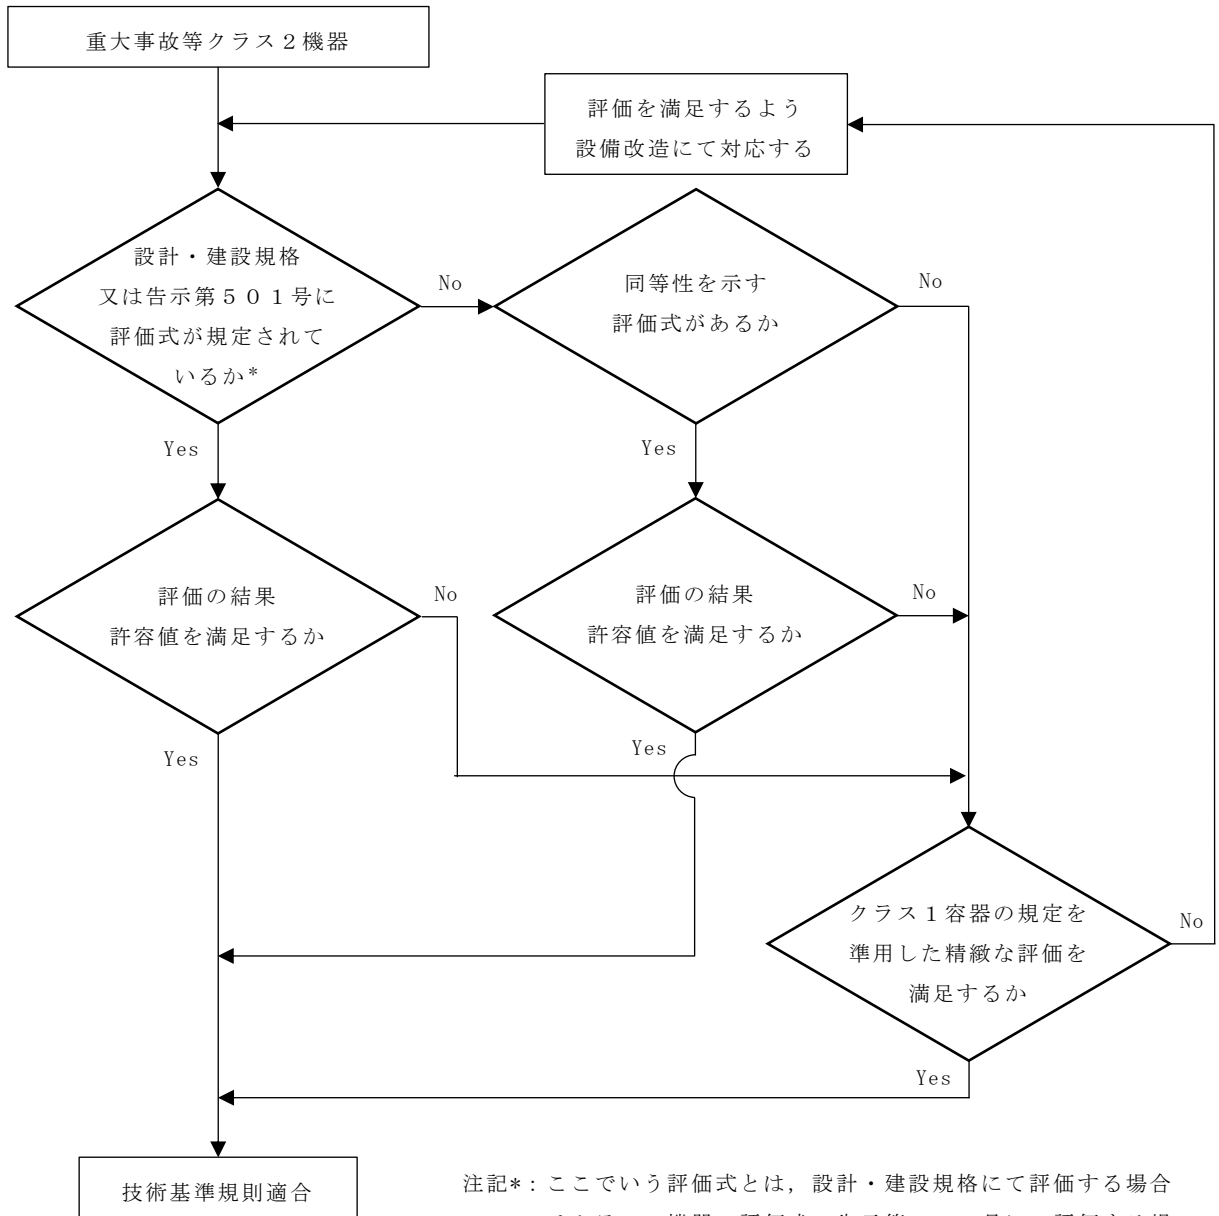 重大事故等クラス２機器
評価を満足するよう
設備改造にて対応する
設計・建設規格
又は告示第５０１号に
評価式が規定されて
いるか*
No
同等性を示す
評価式があるか
No
Yes
Yes
評価の結果
許容値を満足するか
No
評価の結果
許容値を満足するか
No
Yes
Yes
クラス１容器の規定を
準用した精緻な評価を
満足するか
No
Yes
技術基準規則適合
注記*：ここでいう評価式とは，設計・建設規格にて評価する場合